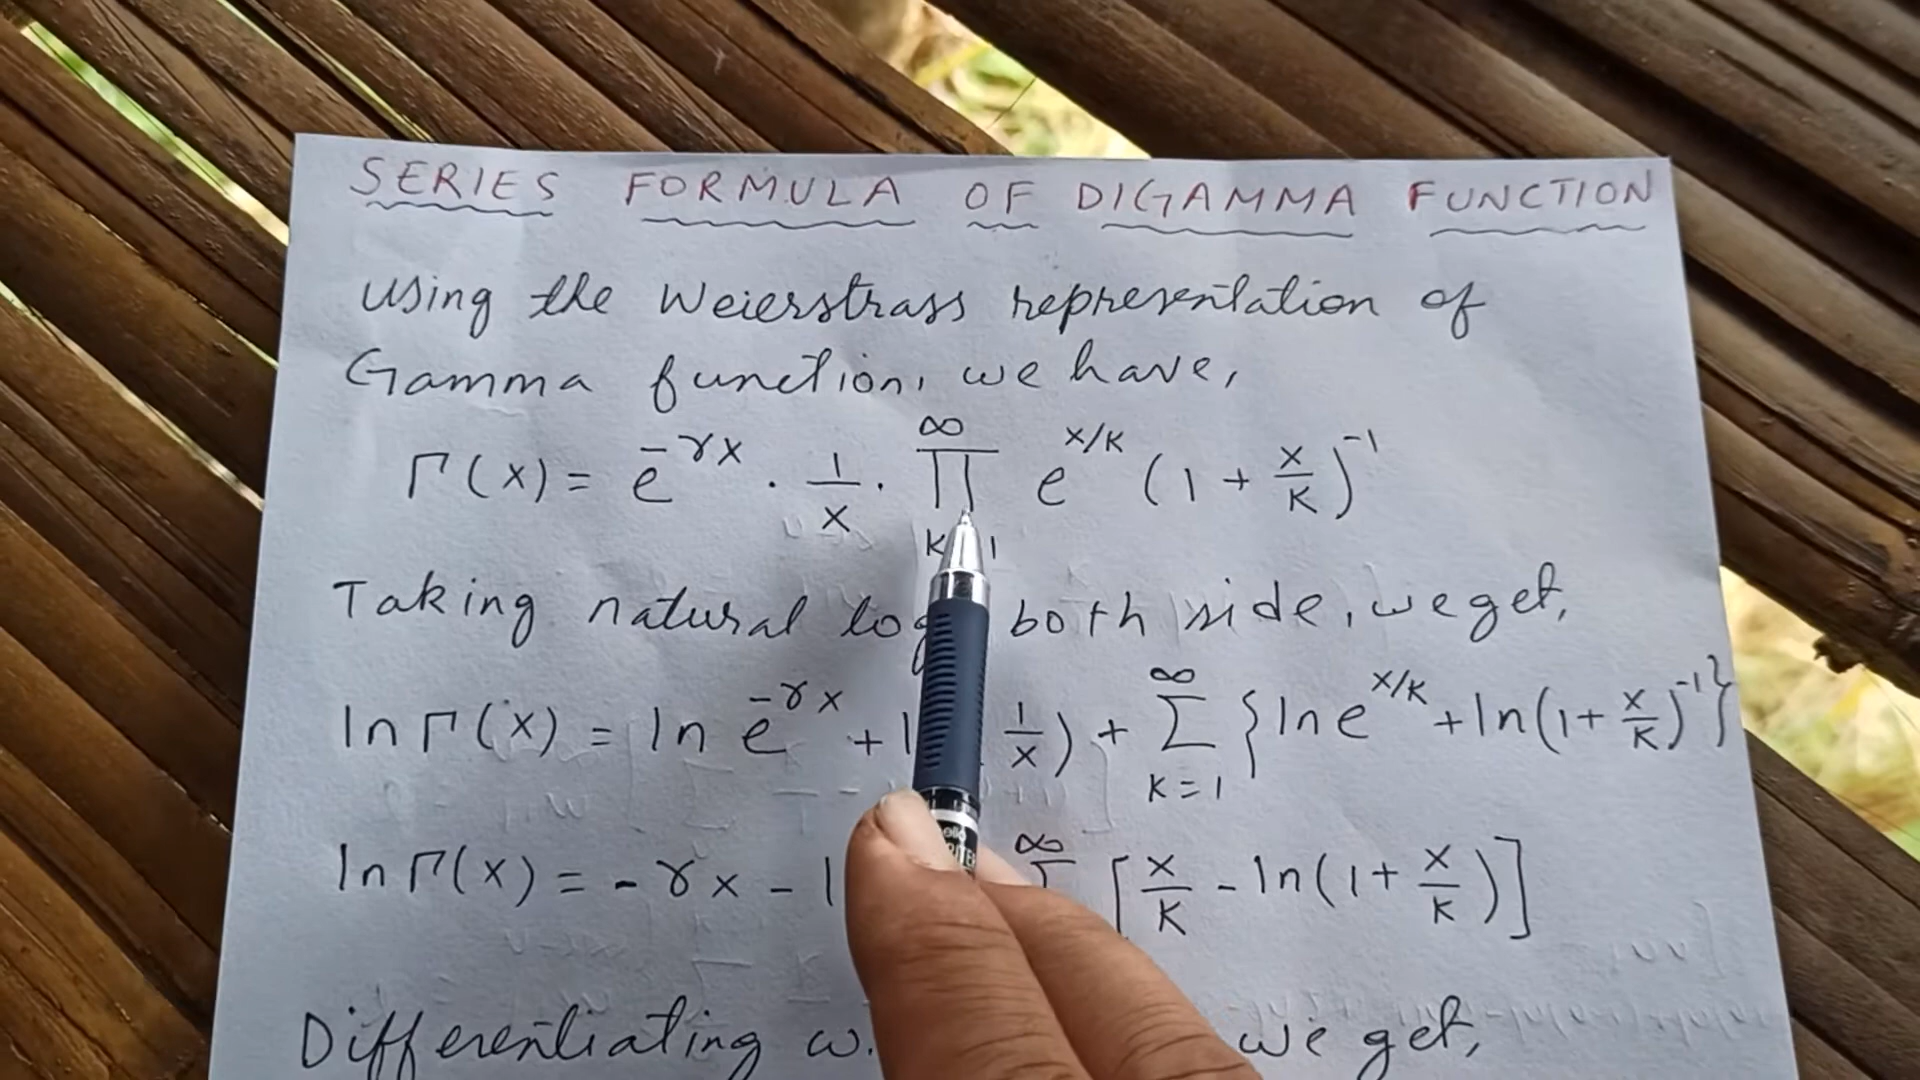 SERIES FORMULA OF DIGAMMA FUNCTION
Using the Weierstrass representation of
Gamma function, we have,
Γ(x) = e^-γx · 1/x · ∏_{k=1}^∞ e^{x/k} (1 + x/k)^-1
Taking natural log both side, we get,
ln Γ(x) = ln e^-γx + 1/x) + ∑_{k=1}^∞ {ln e^{x/k} + ln(1 + x/k)^-1}
ln Γ(x) = -γx - ∞ [x/k - ln(1 + x/k)]
Differentiating w. we get,